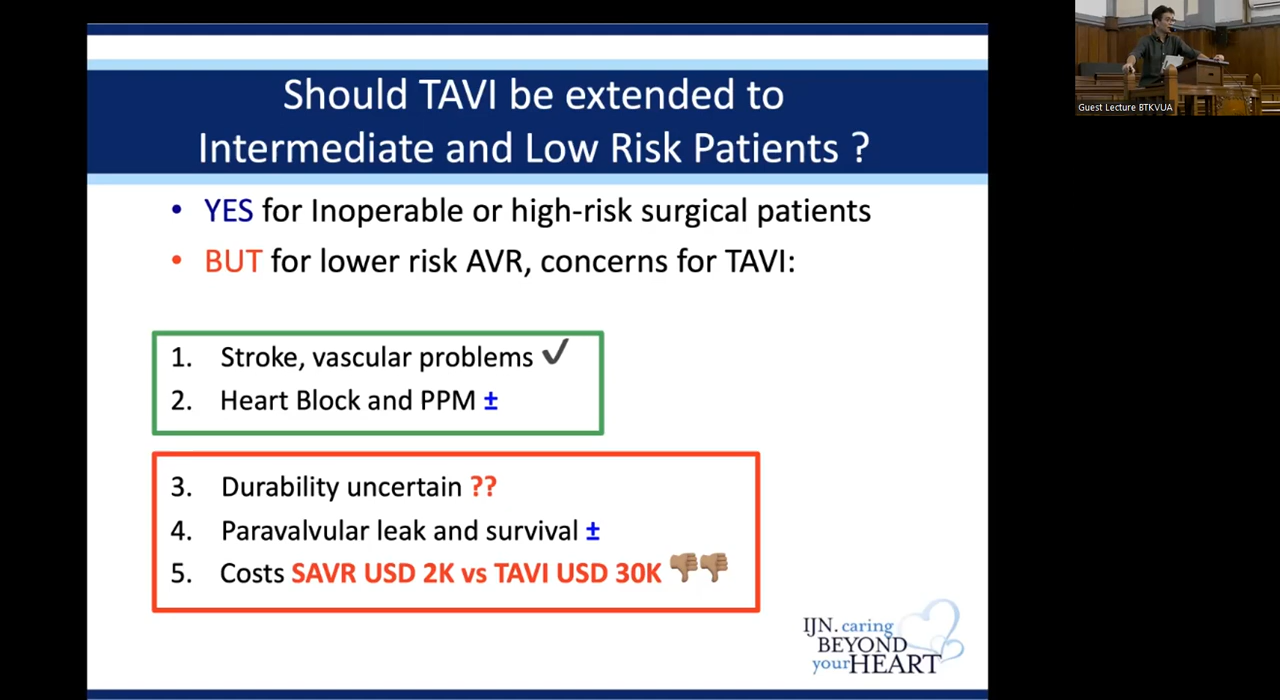 Should TAVI be extended to
Intermediate and Low Risk Patients ?
• YES for Inoperable or high-risk surgical patients
• BUT for lower risk AVR, concerns for TAVI:
1. Stroke, vascular problems ✔
2. Heart Block and PPM ±
3. Durability uncertain ??
4. Paravalvular leak and survival ±
5. Costs SAVR USD 2K vs TAVI USD 30K 👎🏽👎🏽
IJN. caring
BEYOND
your HEART
Guest Lecture BTKVUA